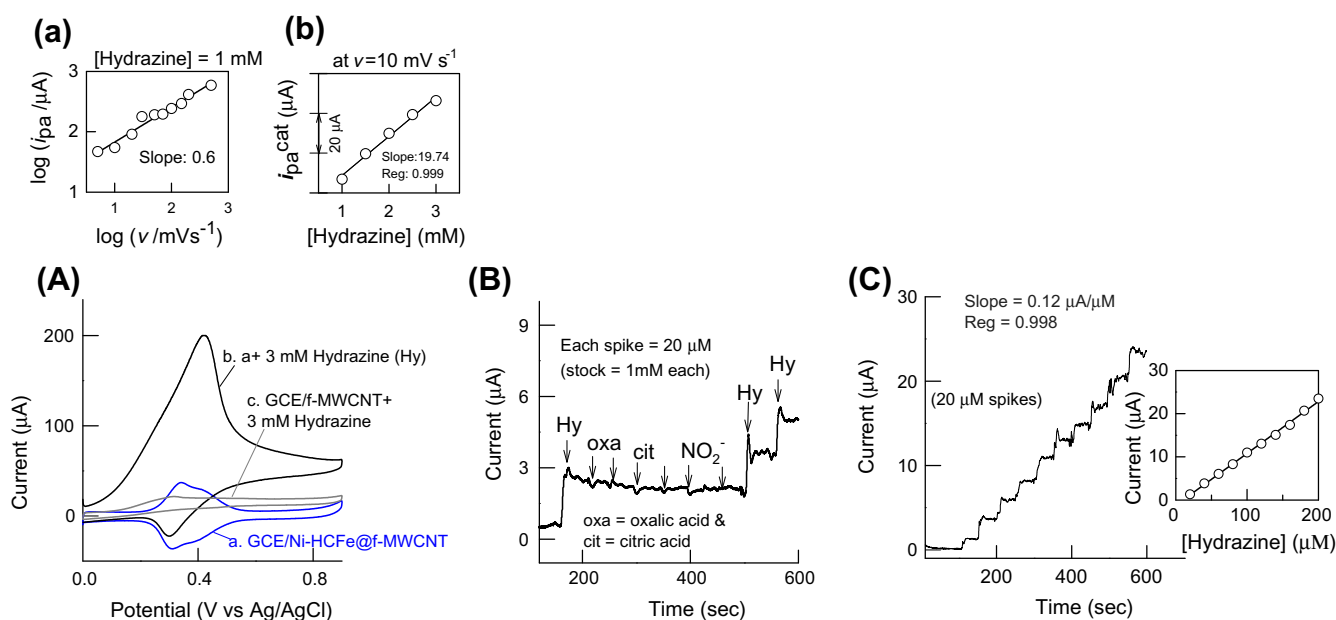 (a)
[Hydrazine] = 1 mM
3
2
1
log (i_pa /μA)
Slope: 0.6
1
2
3
log (ν /mVs⁻¹)
(b)
at ν=10 mV s⁻¹
i_pa^cat (μA)
20 μA
Slope:19.74
Reg: 0.999
1
2
3
[Hydrazine] (mM)
(A)
200
100
0
Current (μA)
b. a+ 3 mM Hydrazine (Hy)
c. GCE/f-MWCNT+
3 mM Hydrazine
a. GCE/Ni-HCFe@f-MWCNT
0.0
0.4
0.8
Potential (V vs Ag/AgCl)
(B)
9
6
3
0
Current (μA)
Each spike = 20 μM
(stock = 1mM each)
Hy
oxa
cit
NO₂⁻
Hy
Hy
oxa = oxalic acid &
cit = citric acid
200
400
600
Time (sec)
(C)
30
20
10
0
Current (μA)
Slope = 0.12 μA/μM
Reg = 0.998
(20 μM spikes)
200
400
600
Time (sec)
30
20
10
0
Current (μA)
0
100
200
[Hydrazine] (μM)